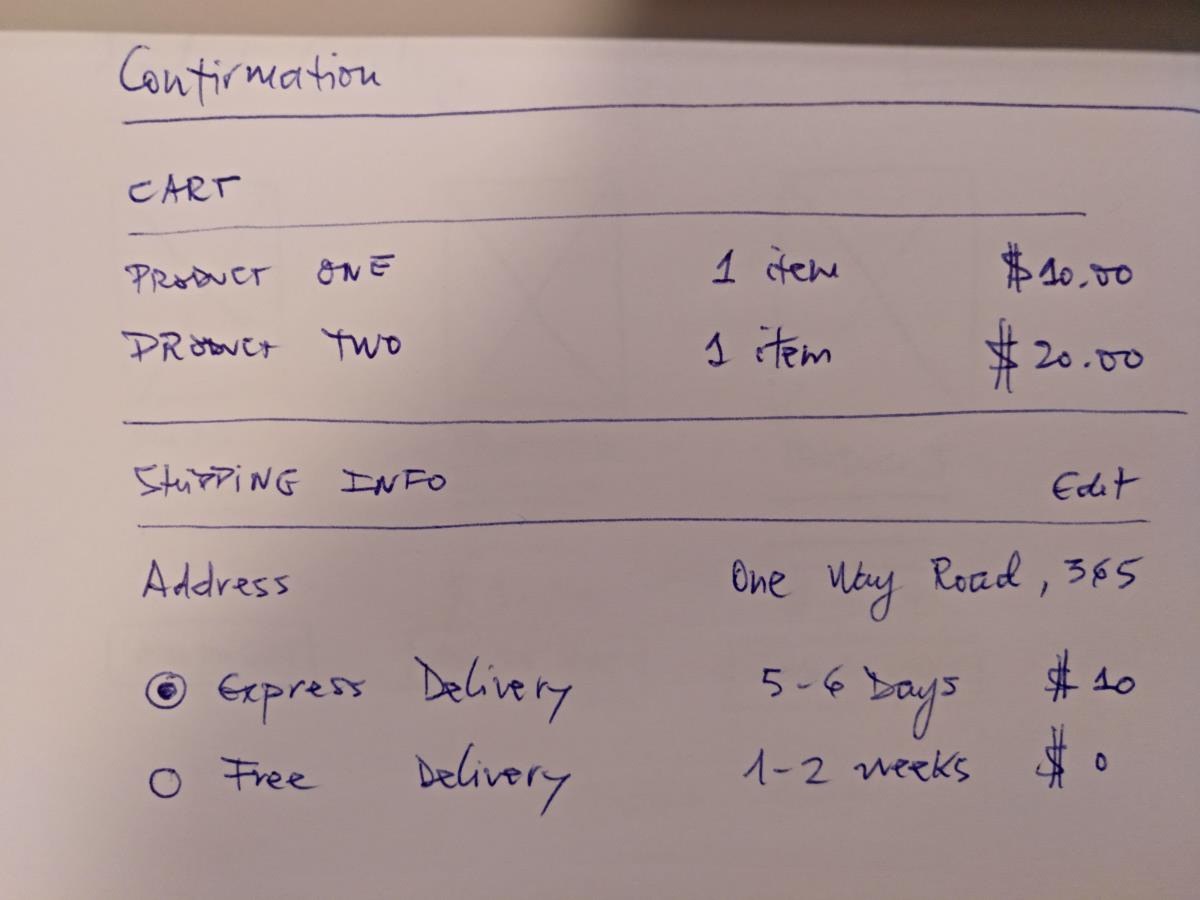 Confirmation
CART
PRODUCT ONE 1 item $10.00
PRODUCT TWO 1 item $20.00
SHIPPING INFO Edit
Address One Way Road, 365
Express Delivery 5-6 Days $10
Free Delivery 1-2 weeks $0